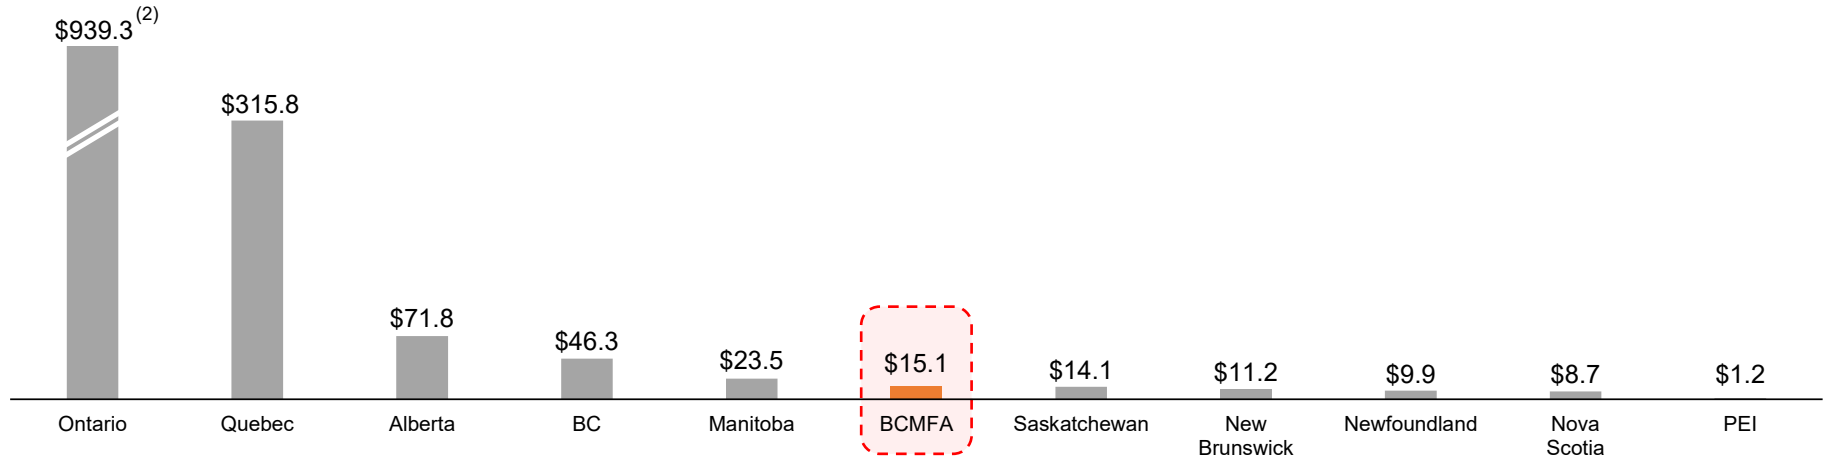 $939.3 (2)
$315.8
$71.8
$46.3
$23.5
$15.1
$14.1
$11.2
$9.9
$8.7
$1.2
Ontario
Quebec
Alberta
BC
Manitoba
BCMFA
Saskatchewan
New
Brunswick
Newfoundland
Nova
Scotia
PEI